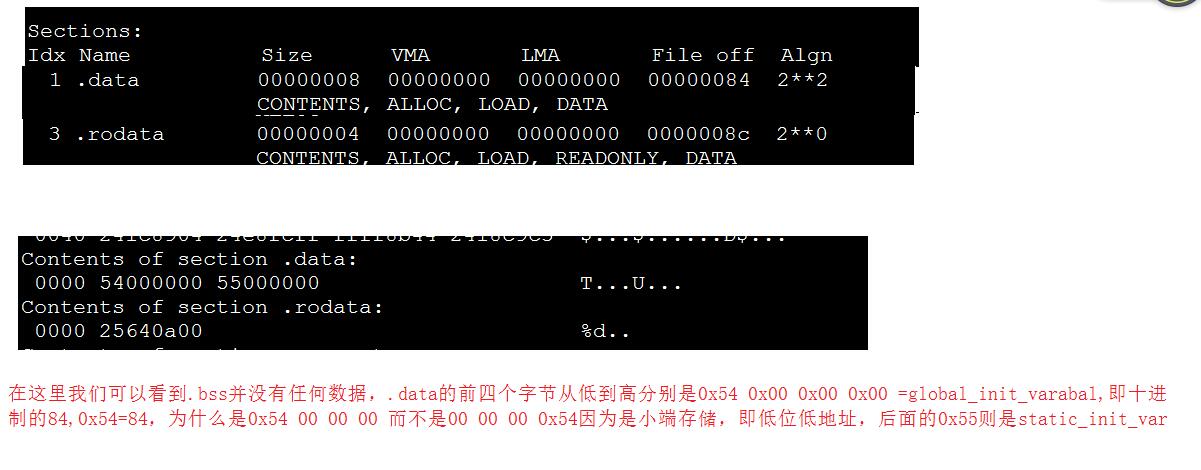 Sections:
Idx Name Size VMA LMA File off Algn
1 .data 00000008 00000000 00000000 00000084 2**2
CONTENTS, ALLOC, LOAD, DATA
3 .rodata 00000004 00000000 00000000 0000008c 2**0
CONTENTS, ALLOC, LOAD, READONLY, DATA
Contents of section .data:
0000 54000000 55000000 T...U...
Contents of section .rodata:
0000 25640a00 %d..
在这里我们可以看到.bss并没有任何数据，.data的前四个字节从低到高分别是0x54 0x00 0x00 0x00 =global_init_varabal,即十进
制的84,0x54=84，为什么是0x54 00 00 00 而不是00 00 00 0x54因为是小端存储，即低位低地址，后面的0x55则是static_init_var